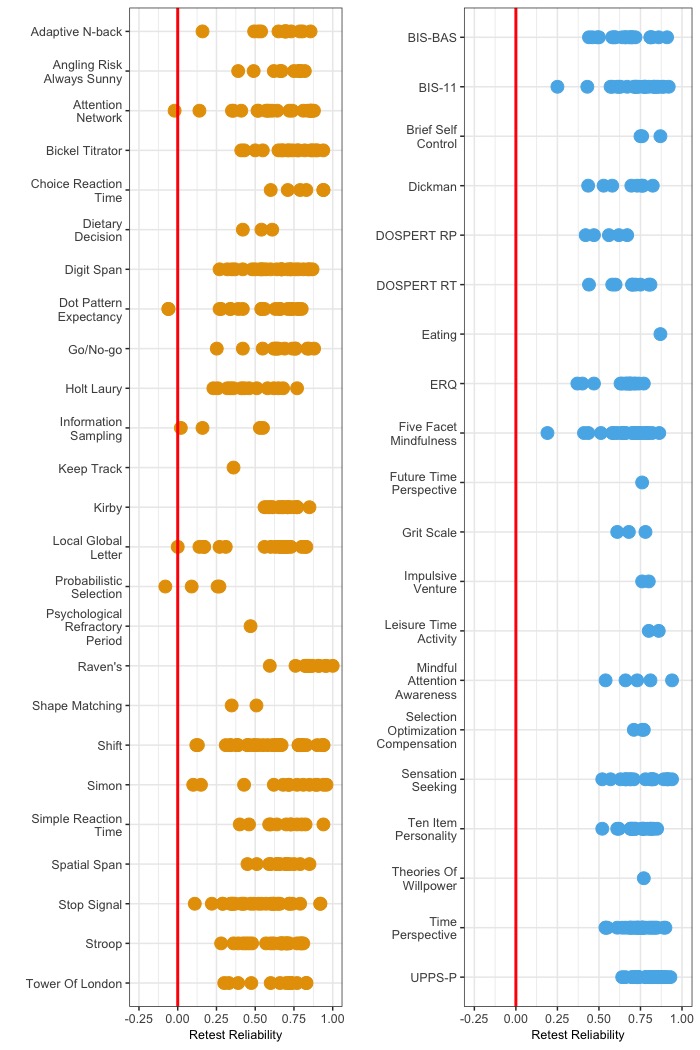 Adaptive N-back
Angling Risk
Always Sunny
Attention
Network
Bickel Titrator
Choice Reaction
Time
Dietary
Decision
Digit Span
Dot Pattern
Expectancy
Go/No-go
Holt Laury
Information
Sampling
Keep Track
Kirby
Local Global
Letter
Probabilistic
Selection
Psychological
Refractory
Period
Raven's
Shape Matching
Shift
Simon
Simple Reaction
Time
Spatial Span
Stop Signal
Stroop
Tower Of London
-0.25 0.00 0.25 0.50 0.75 1.00
Retest Reliability
BIS-BAS
BIS-11
Brief Self
Control
Dickman
DOSPERT RP
DOSPERT RT
Eating
ERQ
Five Facet
Mindfulness
Future Time
Perspective
Grit Scale
Impulsive
Venture
Leisure Time
Activity
Mindful
Attention
Awareness
Selection
Optimization
Compensation
Sensation
Seeking
Ten Item
Personality
Theories Of
Willpower
Time
Perspective
UPPS-P
-0.25 0.00 0.25 0.50 0.75 1.00
Retest Reliability